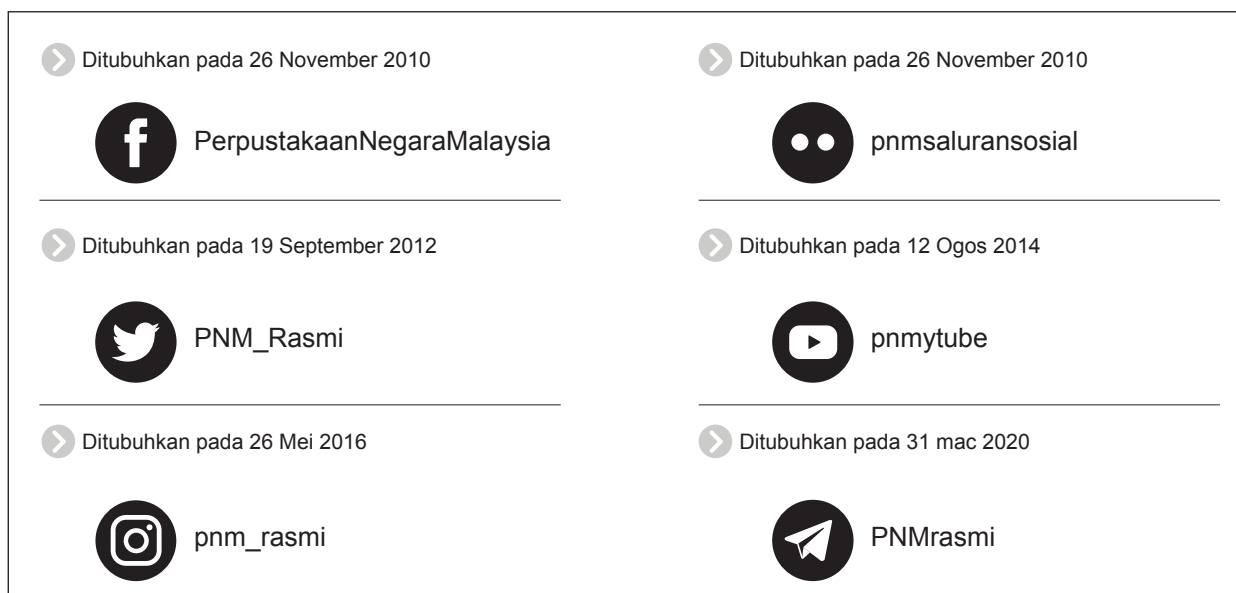 Ditubuhkan pada 26 November 2010
PerpustakaanNegaraMalaysia
Ditubuhkan pada 26 November 2010
pnmsaluransosial
Ditubuhkan pada 19 September 2012
PNM_Rasmi
Ditubuhkan pada 12 Ogos 2014
pnmytube
Ditubuhkan pada 26 Mei 2016
pnm_rasmi
Ditubuhkan pada 31 mac 2020
PNMrasmi